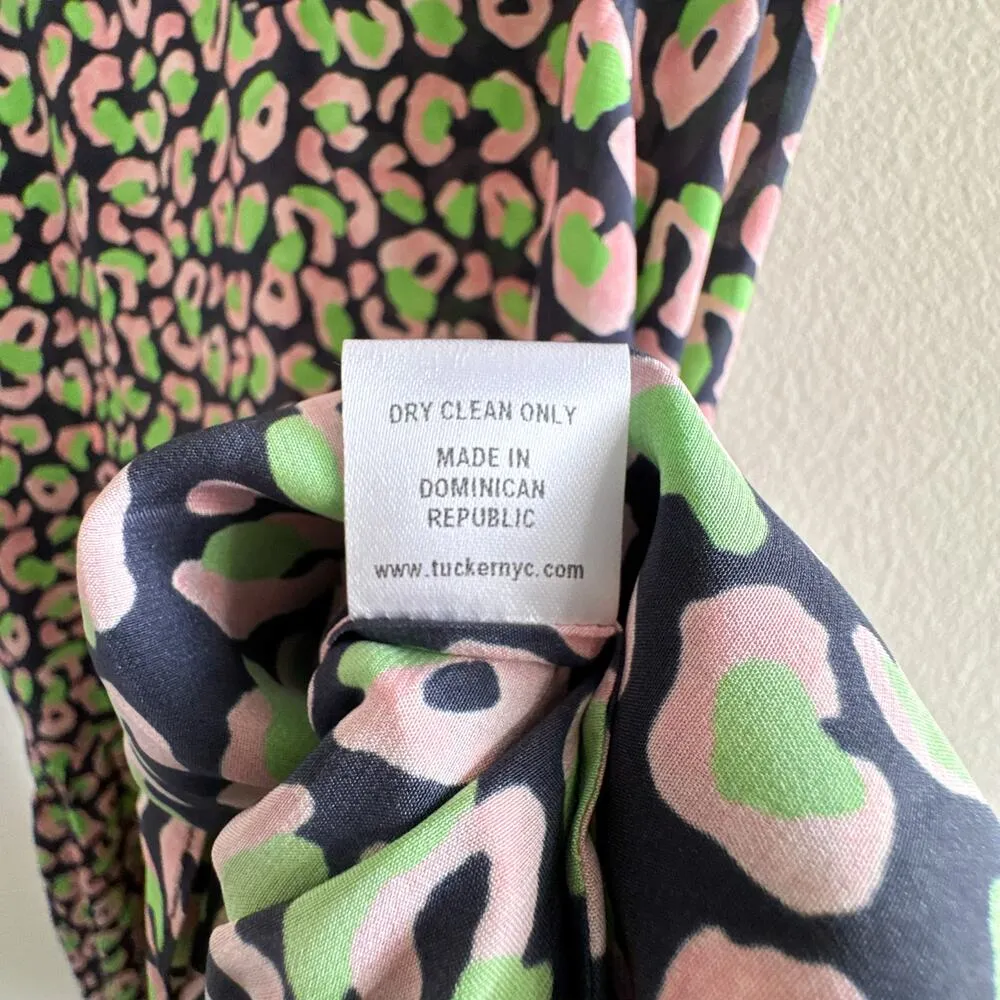 DRY CLEAN ONLY
MADE IN
DOMINICAN
REPUBLIC
www.tuckernyc.com